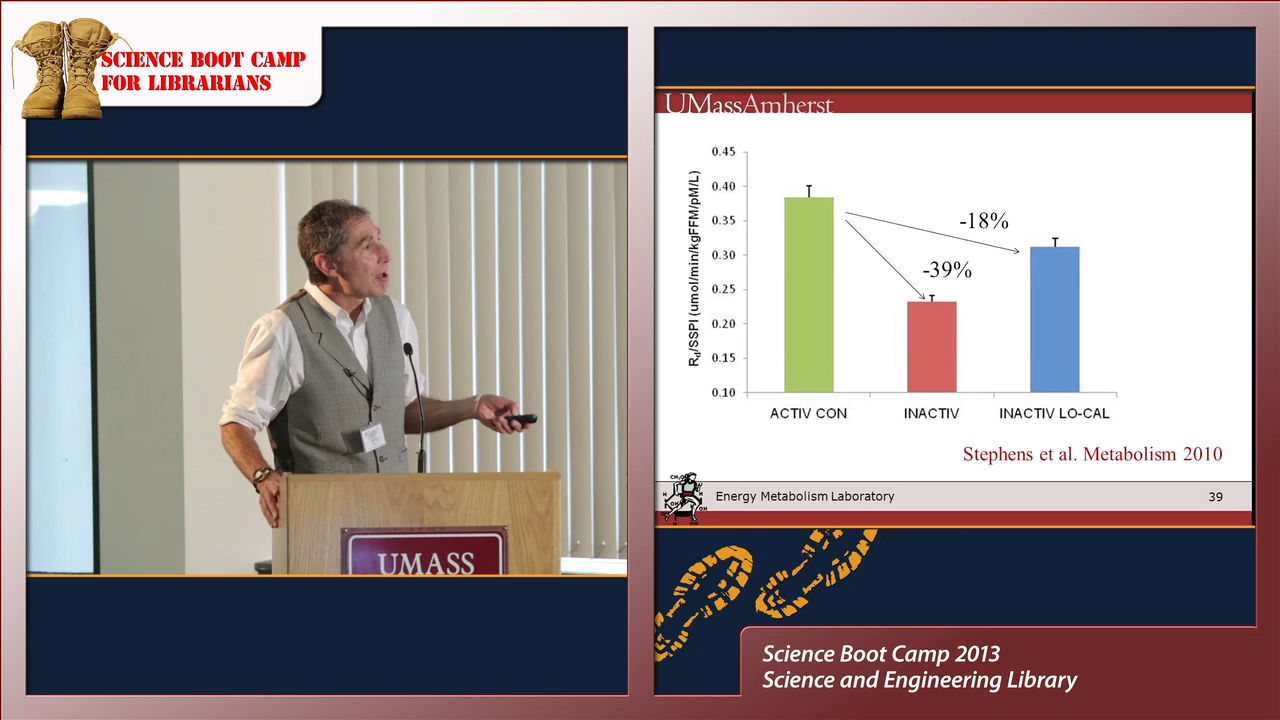 SCIENCE BOOT CAMP
FOR LIBRARIANS
UMASS
UMassAmherst
Rd/SSPI (umol/min/kgFFM/pM/L)
0.45
0.40
0.35
0.30
0.25
0.20
0.15
0.10
-18%
-39%
ACTIV CON
INACTIV
INACTIV LO-CAL
Stephens et al. Metabolism 2010
Energy Metabolism Laboratory
39
Science Boot Camp 2013
Science and Engineering Library